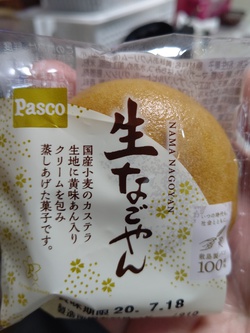 Pasco
生なごやん
NAMA NAGOYAN
国産小麦のカステラ
生地に黄味あん入り
クリームを包み
蒸しあげた菓子です。
100
20. 7.18